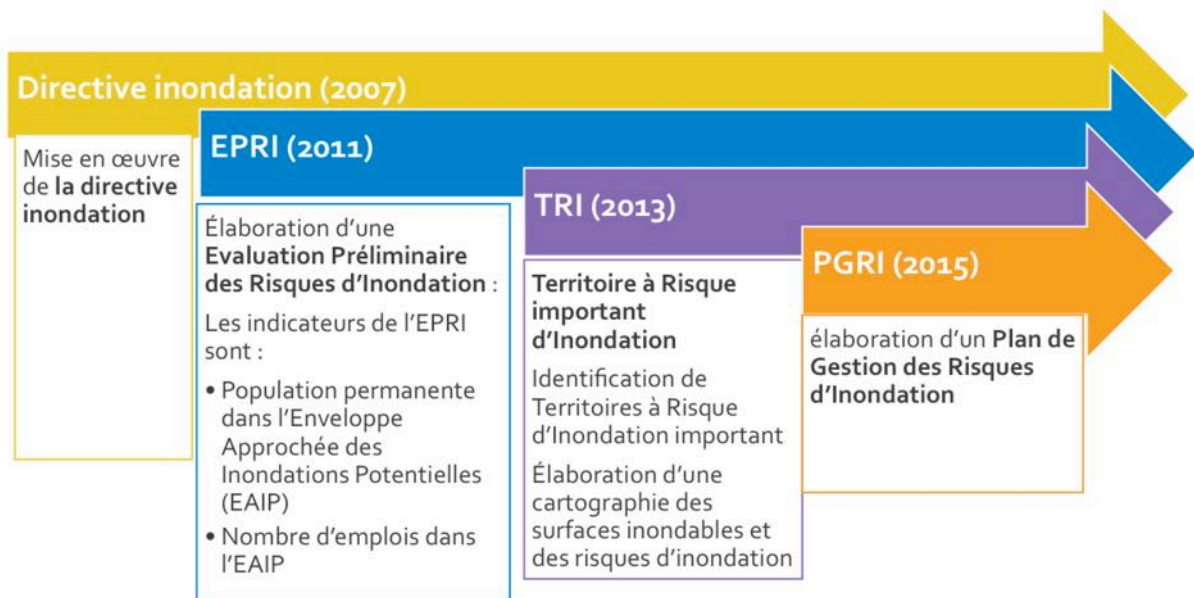 Directive inondation (2007)
Mise en œuvre
de la directive
inondation
EPRI (2011)
Élaboration d’une
Evaluation Préliminaire
des Risques d’Inondation :
Les indicateurs de l’EPRI
sont :
• Population permanente
dans l’Enveloppe
Approchée des
Inondations Potentielles
(EAIP)
• Nombre d’emplois dans
l’EAIP
TRI (2013)
Territoire à Risque
important
d’Inondation
Identification de
Territoires à Risque
d’Inondation important
Élaboration d’une
cartographie des
surfaces inondables et
des risques d’inondation
PGRI (2015)
élaboration d’un Plan de
Gestion des Risques
d’Inondation